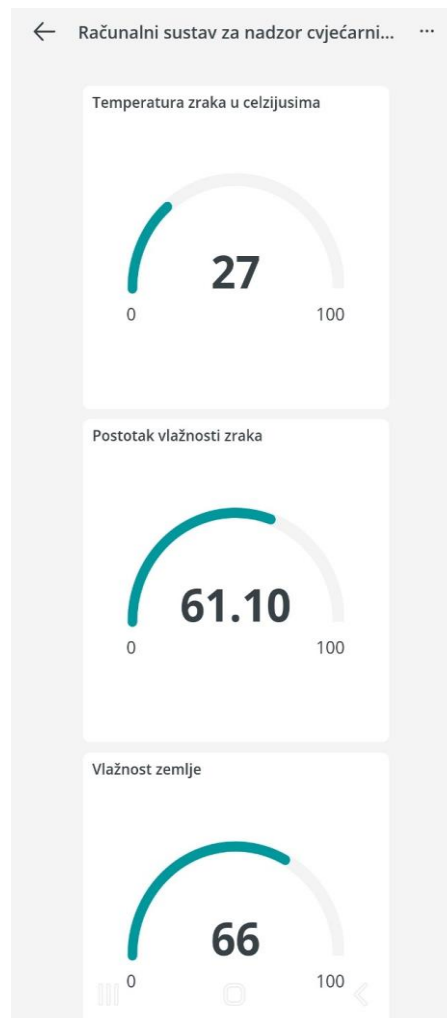 Računalni sustav za nadzor cvjećarni...
Temperatura zraka u celzijusima
27
0 100
Postotak vlažnosti zraka
61.10
0 100
Vlažnost zemlje
66
0 100